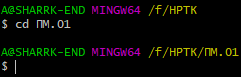 A@SHARRK-END MINGW64 /f/HPTK
$ cd ПМ.01
A@SHARRK-END MINGW64 /f/HPTK/ПМ.01
$